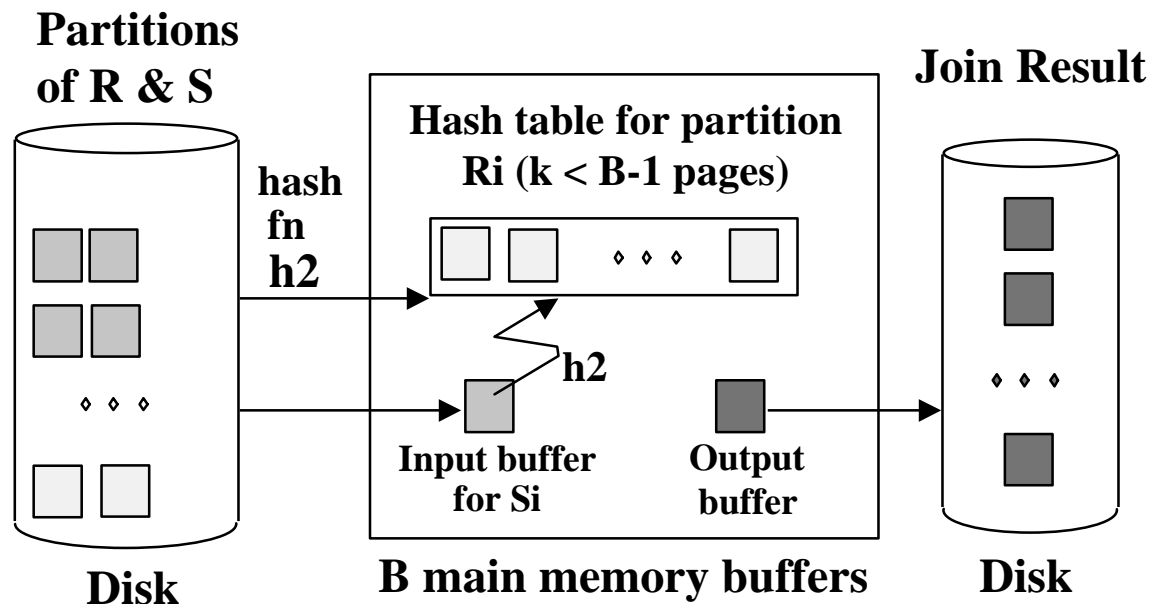 Partitions
of R & S
hash
fn
h2
Hash table for partition
Ri (k < B-1 pages)
h2
Input buffer
for Si
Output
buffer
B main memory buffers
Disk
Join Result
Disk